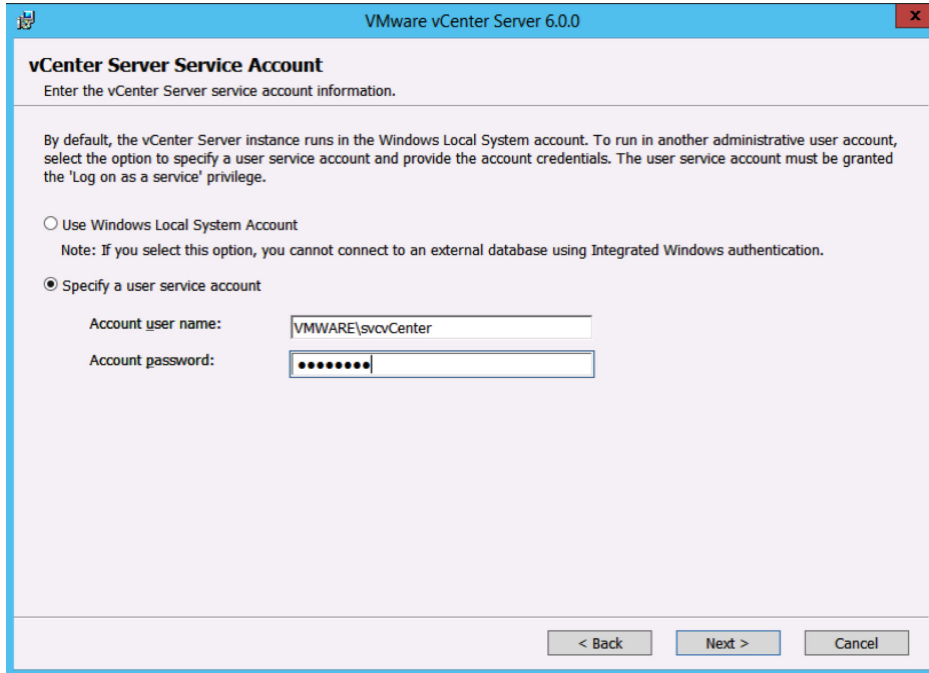 VMware vCenter Server 6.0.0
x
vCenter Server Service Account
Enter the vCenter Server service account information.
By default, the vCenter Server instance runs in the Windows Local System account. To run in another administrative user account,
select the option to specify a user service account and provide the account credentials. The user service account must be granted
the 'Log on as a service' privilege.
Use Windows Local System Account
Note: If you select this option, you cannot connect to an external database using Integrated Windows authentication.
Specify a user service account
Account user name: VMWARE\svcvCenter
Account password: ●●●●●●●●
< Back Next > Cancel